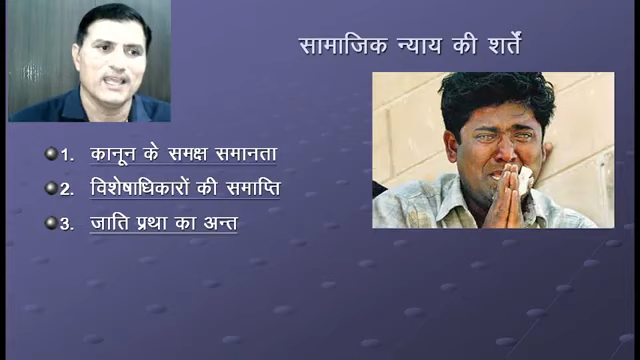 सामाजिक न्याय की शर्तें
1. कानून के समक्ष समानता
2. विशेषाधिकारों की समाप्ति
3. जाति प्रथा का अन्त